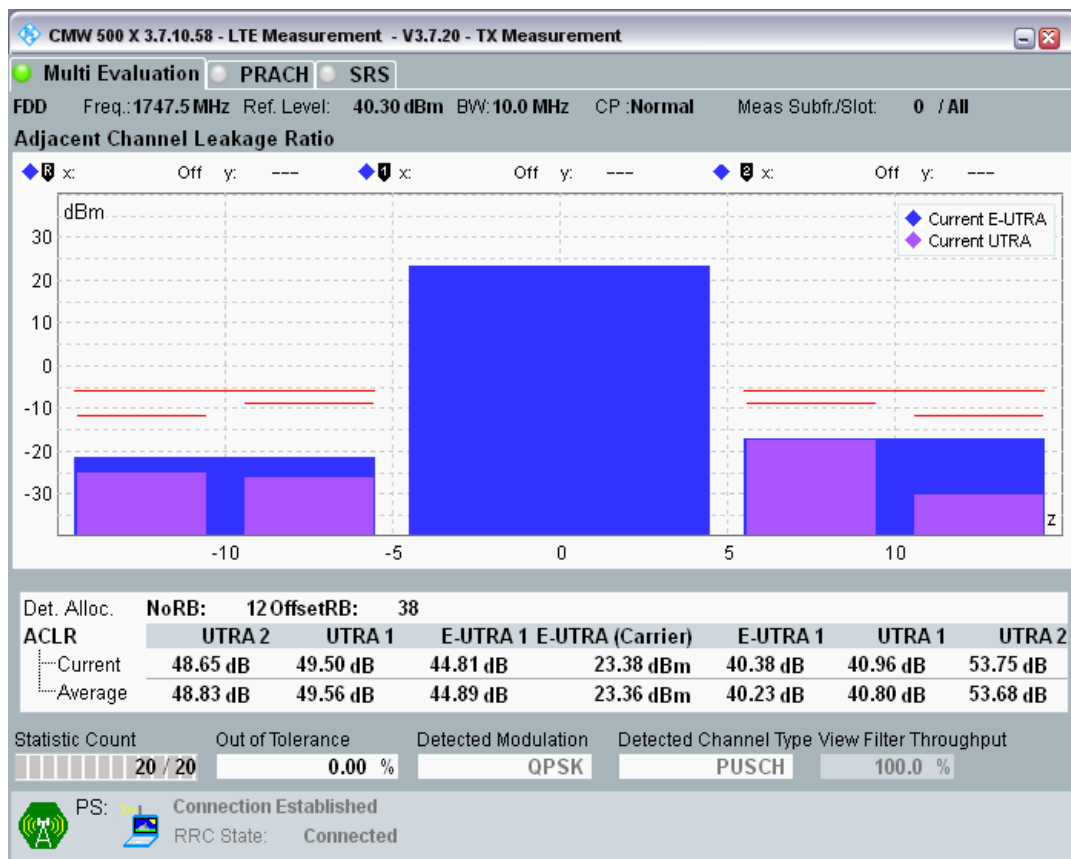 CMW 500 X 3.7.10.58 - LTE Measurement - V3.7.20 - TX Measurement
Multi Evaluation PRACH SRS
FDD Freq.:1747.5 MHz Ref. Level: 40.30 dBm BW:10.0 MHz CP :Normal Meas Subfr./Slot: 0 / All
Adjacent Channel Leakage Ratio
R x: Off y: --- 1 x: Off y: --- 2 x: Off y: ---
dBm
Current E-UTRA
Current UTRA
30
20
10
0
-10
-20
-30
z
-10 -5 0 5 10
Det. Alloc. NoRB: 12 OffsetRB: 38
ACLR UTRA 2 UTRA 1 E-UTRA 1 E-UTRA (Carrier) E-UTRA 1 UTRA 1 UTRA 2
Current 48.65 dB 49.50 dB 44.81 dB 23.38 dBm 40.38 dB 40.96 dB 53.75 dB
Average 48.83 dB 49.56 dB 44.89 dB 23.36 dBm 40.23 dB 40.80 dB 53.68 dB
Statistic Count Out of Tolerance Detected Modulation Detected Channel Type View Filter Throughput
20 / 20 0.00 % QPSK PUSCH 100.0 %
PS: Connection Established
RRC State: Connected